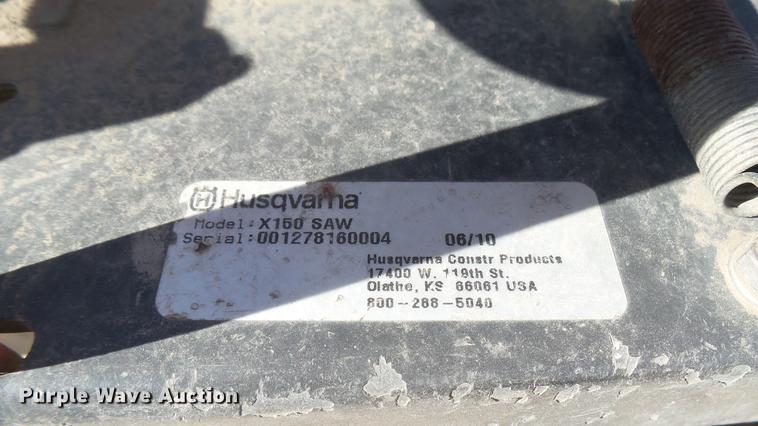 Husqvarna
Model: X150 SAW
Serial: 001278160004 06/10
Husqvarna Constr Products
17400 W. 119th St.
Olathe, KS 66061 USA
800-288-5040
Purple Wave Auction